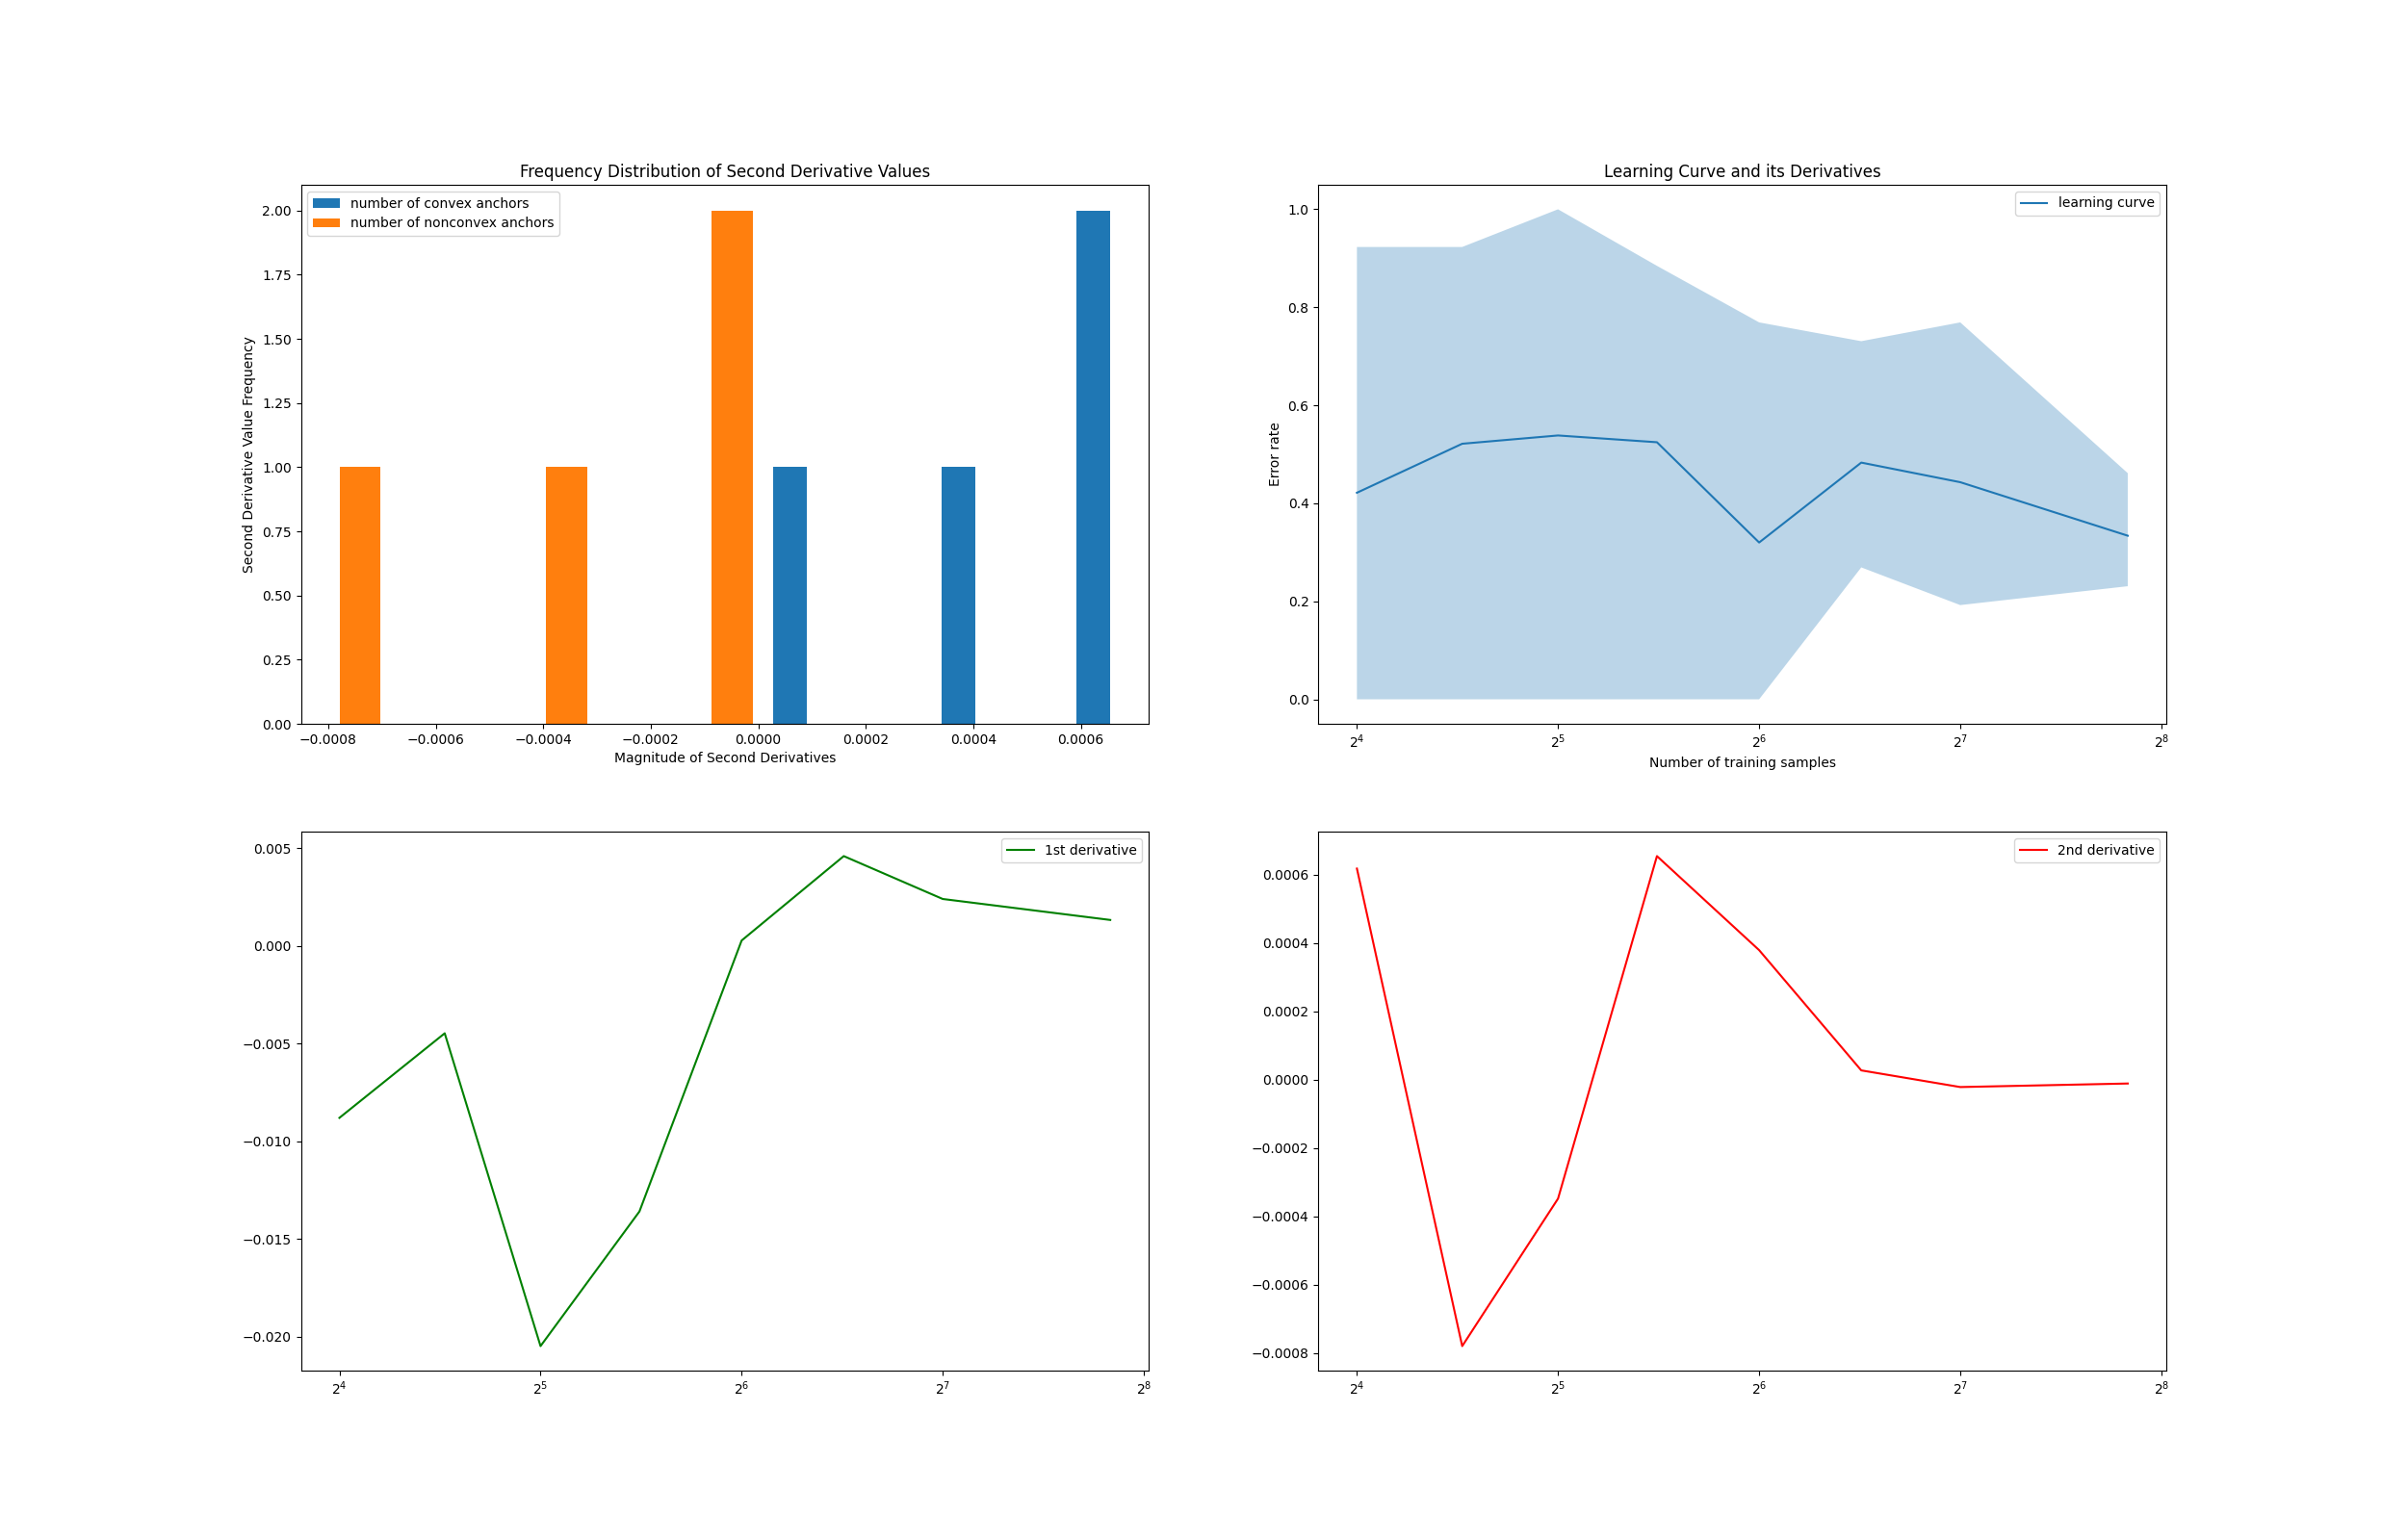 Frequency Distribution of Second Derivative Values
number of convex anchors
number of nonconvex anchors
2.00
1.75
1.50
1.25
1.00
0.75
0.50
0.25
0.00
Second Derivative Value Frequency
−0.0008 −0.0006 −0.0004 −0.0002 0.0000 0.0002 0.0004 0.0006
Magnitude of Second Derivatives
Learning Curve and its Derivatives
learning curve
1.0
0.8
0.6
0.4
0.2
0.0
Error rate
2⁴ 2⁵ 2⁶ 2⁷ 2⁸
Number of training samples
1st derivative
0.005
0.000
−0.005
−0.010
−0.015
−0.020
2⁴ 2⁵ 2⁶ 2⁷ 2⁸
2nd derivative
0.0006
0.0004
0.0002
0.0000
−0.0002
−0.0004
−0.0006
−0.0008
2⁴ 2⁵ 2⁶ 2⁷ 2⁸